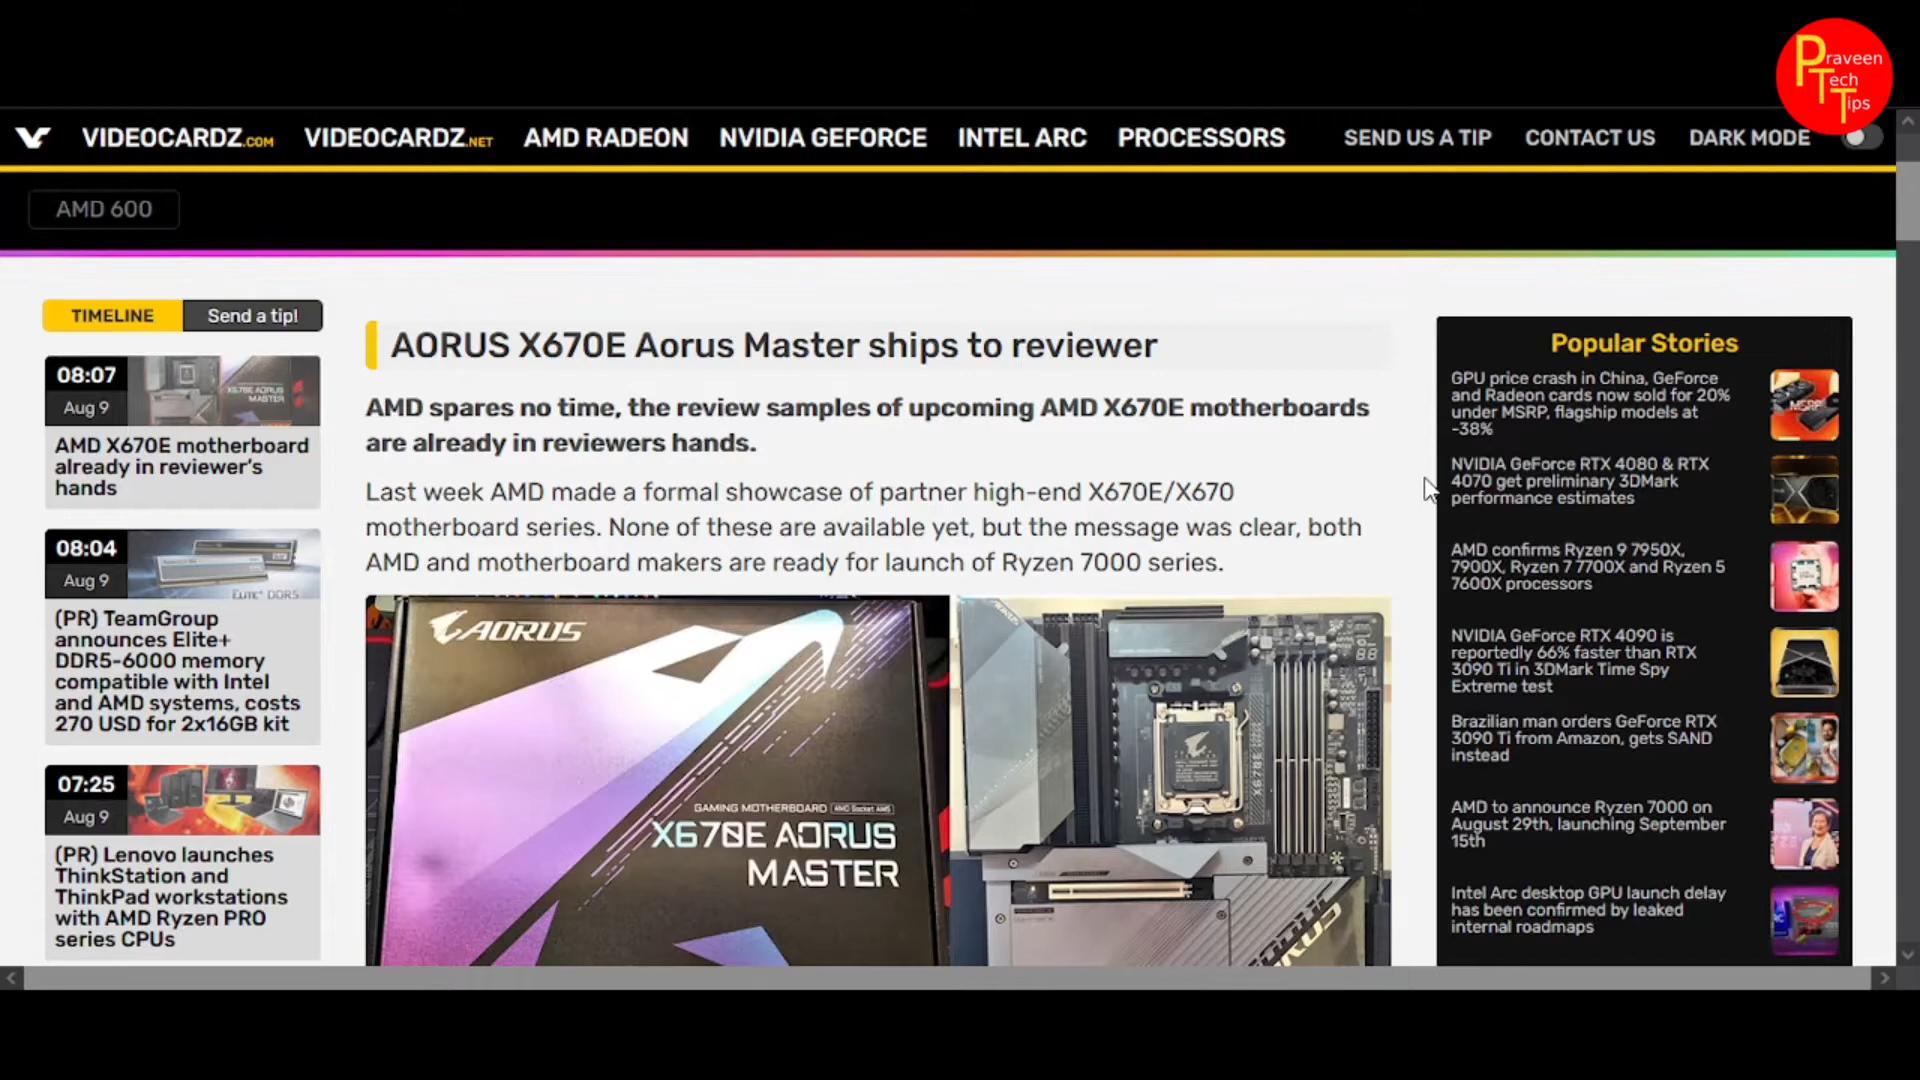 Praveen
Tech
Tips
VIDEOCARDZ.COM
VIDEOCARDZ.NET
AMD RADEON
NVIDIA GEFORCE
INTEL ARC
PROCESSORS
SEND US A TIP
CONTACT US
DARK MODE
AMD 600
TIMELINE
Send a tip!
08:07
Aug 9
AMD X670E motherboard
already in reviewer's
hands
08:04
Aug 9
(PR) TeamGroup
announces Elite+
DDR5-6000 memory
compatible with Intel
and AMD systems, costs
270 USD for 2x16GB kit
07:25
Aug 9
(PR) Lenovo launches
ThinkStation and
ThinkPad workstations
with AMD Ryzen PRO
series CPUs
AORUS X670E Aorus Master ships to reviewer
AMD spares no time, the review samples of upcoming AMD X670E motherboards
are already in reviewers hands.
Last week AMD made a formal showcase of partner high-end X670E/X670
motherboard series. None of these are available yet, but the message was clear, both
AMD and motherboard makers are ready for launch of Ryzen 7000 series.
AORUS
GAMING MOTHERBOARD AMD Socket AM5
X670E AORUS
MASTER
Popular Stories
GPU price crash in China, GeForce
and Radeon cards now sold for 20%
under MSRP, flagship models at
-38%
NVIDIA GeForce RTX 4080 & RTX
4070 get preliminary 3DMark
performance estimates
AMD confirms Ryzen 9 7950X,
7900X, Ryzen 7 7700X and Ryzen 5
7600X processors
NVIDIA GeForce RTX 4090 is
reportedly 66% faster than RTX
3090 Ti in 3DMark Time Spy
Extreme test
Brazilian man orders GeForce RTX
3090 Ti from Amazon, gets SAND
instead
AMD to announce Ryzen 7000 on
August 29th, launching September
15th
Intel Arc desktop GPU launch delay
has been confirmed by leaked
internal roadmaps